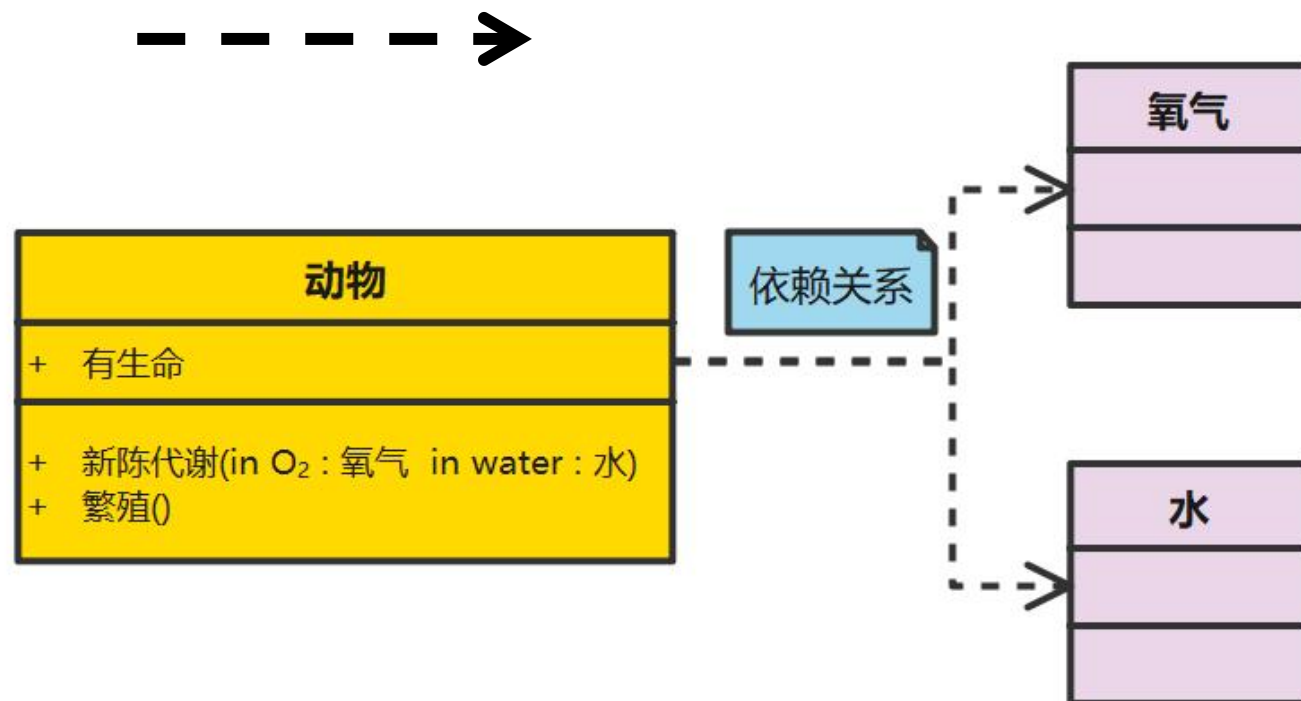 氧气
动物
依赖关系
+ 有生命
+ 新陈代谢(in O₂ : 氧气 in water : 水)
+ 繁殖()
水